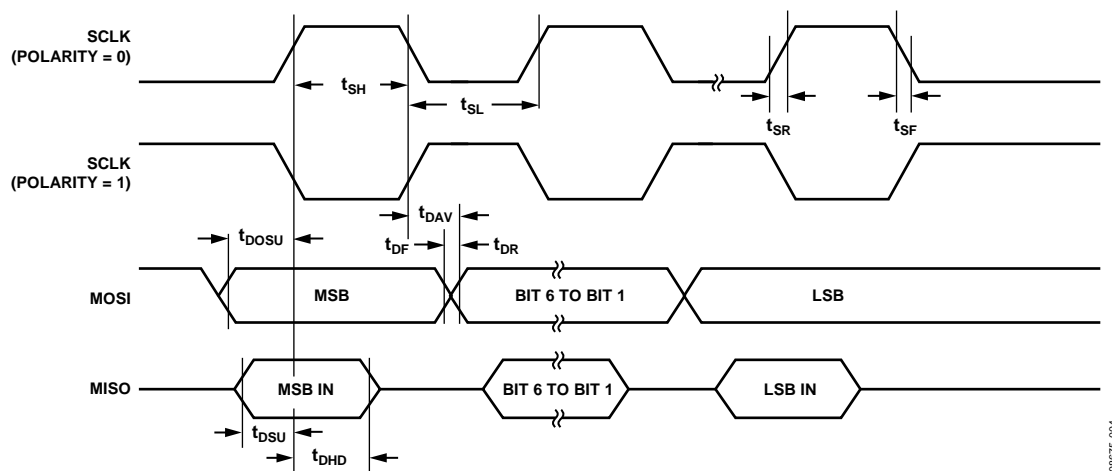 SCLK
(POLARITY = 0)
tSH
tSL
tSR
tSF
SCLK
(POLARITY = 1)
tDAV
tDOSU
tDF
tDR
MOSI
MSB
BIT 6 TO BIT 1
LSB
MISO
MSB IN
BIT 6 TO BIT 1
LSB IN
tDSU
tDHD